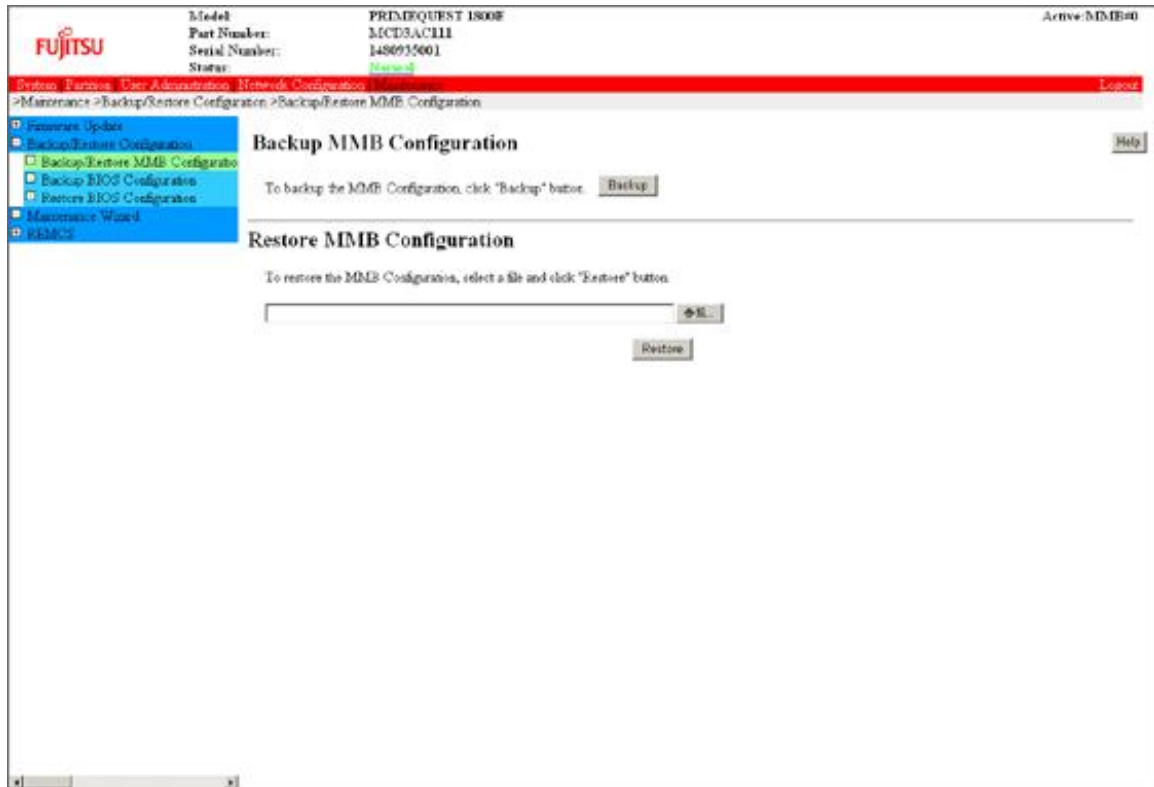 FUJITSU
Model: PRIMEQUEST 1800E
Part Number: MCD3AC111
Serial Number: 1480935001
Status: Normal
Active:MMB#0
System Partition User Administration Network Configuration Maintenance Logout
>Maintenance >Backup/Restore Configuration >Backup/Restore MMB Configuration
Firmware Update
Backup/Restore Configuration
Backup/Restore MMB Configuratio
Backup BIOS Configuration
Restore BIOS Configuration
Maintenance Wizard
REMCS
Backup MMB Configuration
Help
To backup the MMB Configuration, click "Backup" button. Backup
Restore MMB Configuration
To restore the MMB Configuration, select a file and click "Restore" button.
参照...
Restore